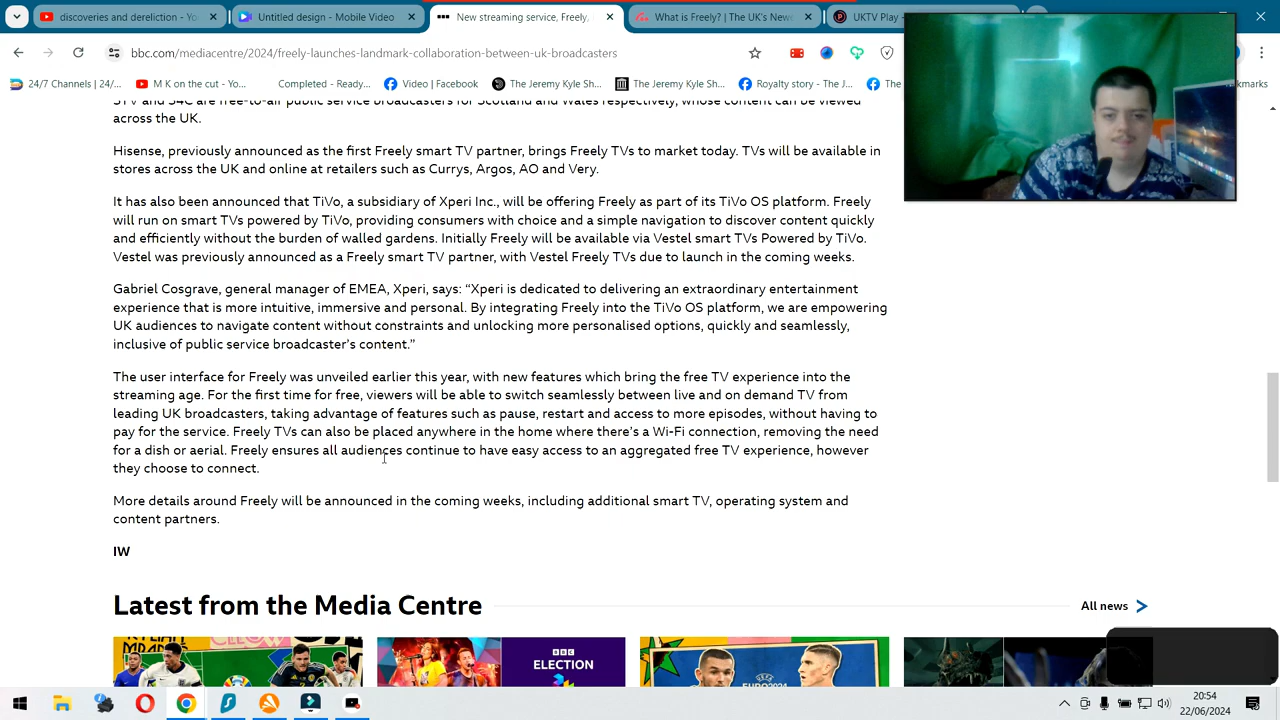 discoveries and dereliction - Yo
Untitled design - Mobile Video
New streaming service, Freely,
What is Freely? | The UK's New
UKTV Play
bbc.com/mediacentre/2024/freely-launches-landmark-collaboration-between-uk-broadcasters
24/7 Channels | 24/...
M K on the cut - Yo...
Completed - Ready...
Video | Facebook
The Jeremy Kyle Sh...
The Jeremy Kyle Sh...
Royalty story - The J...
The
okmarks
STV and S4C are free-to-air public service broadcasters for Scotland and Wales respectively, whose content can be viewed
across the UK.
Hisense, previously announced as the first Freely smart TV partner, brings Freely TVs to market today. TVs will be available in
stores across the UK and online at retailers such as Currys, Argos, AO and Very.
It has also been announced that TiVo, a subsidiary of Xperi Inc., will be offering Freely as part of its TiVo OS platform. Freely
will run on smart TVs powered by TiVo, providing consumers with choice and a simple navigation to discover content quickly
and efficiently without the burden of walled gardens. Initially Freely will be available via Vestel smart TVs Powered by TiVo.
Vestel was previously announced as a Freely smart TV partner, with Vestel Freely TVs due to launch in the coming weeks.
Gabriel Cosgrave, general manager of EMEA, Xperi, says: “Xperi is dedicated to delivering an extraordinary entertainment
experience that is more intuitive, immersive and personal. By integrating Freely into the TiVo OS platform, we are empowering
UK audiences to navigate content without constraints and unlocking more personalised options, quickly and seamlessly,
inclusive of public service broadcaster’s content.”
The user interface for Freely was unveiled earlier this year, with new features which bring the free TV experience into the
streaming age. For the first time for free, viewers will be able to switch seamlessly between live and on demand TV from
leading UK broadcasters, taking advantage of features such as pause, restart and access to more episodes, without having to
pay for the service. Freely TVs can also be placed anywhere in the home where there’s a Wi-Fi connection, removing the need
for a dish or aerial. Freely ensures all audiences continue to have easy access to an aggregated free TV experience, however
they choose to connect.
More details around Freely will be announced in the coming weeks, including additional smart TV, operating system and
content partners.
IW
Latest from the Media Centre
All news
ELECTION
20:54
22/06/2024